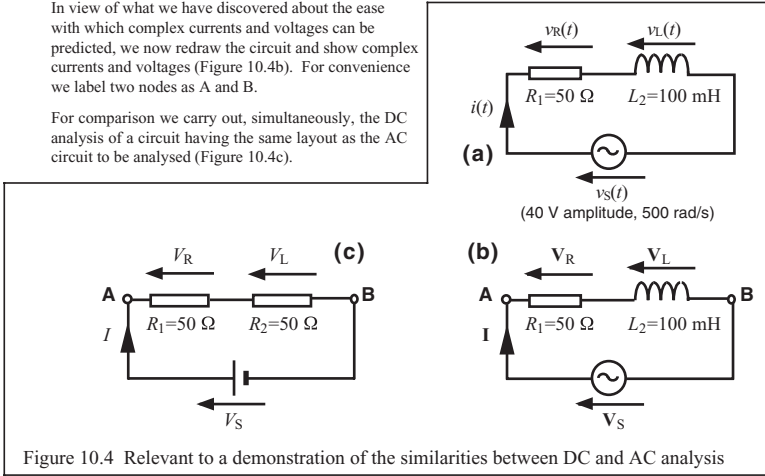 In view of what we have discovered about the ease
with which complex currents and voltages can be
predicted, we now redraw the circuit and show complex
currents and voltages (Figure 10.4b). For convenience
we label two nodes as A and B.
For comparison we carry out, simultaneously, the DC
analysis of a circuit having the same layout as the AC
circuit to be analysed (Figure 10.4c).
vR(t) vL(t)
R1=50 Ω L2=100 mH
i(t)
(a)
vS(t)
(40 V amplitude, 500 rad/s)
VR VL (c)
A B
R1=50 Ω R2=50 Ω
I
VS
(b) VR VL
A B
R1=50 Ω L2=100 mH
I
VS
Figure 10.4 Relevant to a demonstration of the similarities between DC and AC analysis